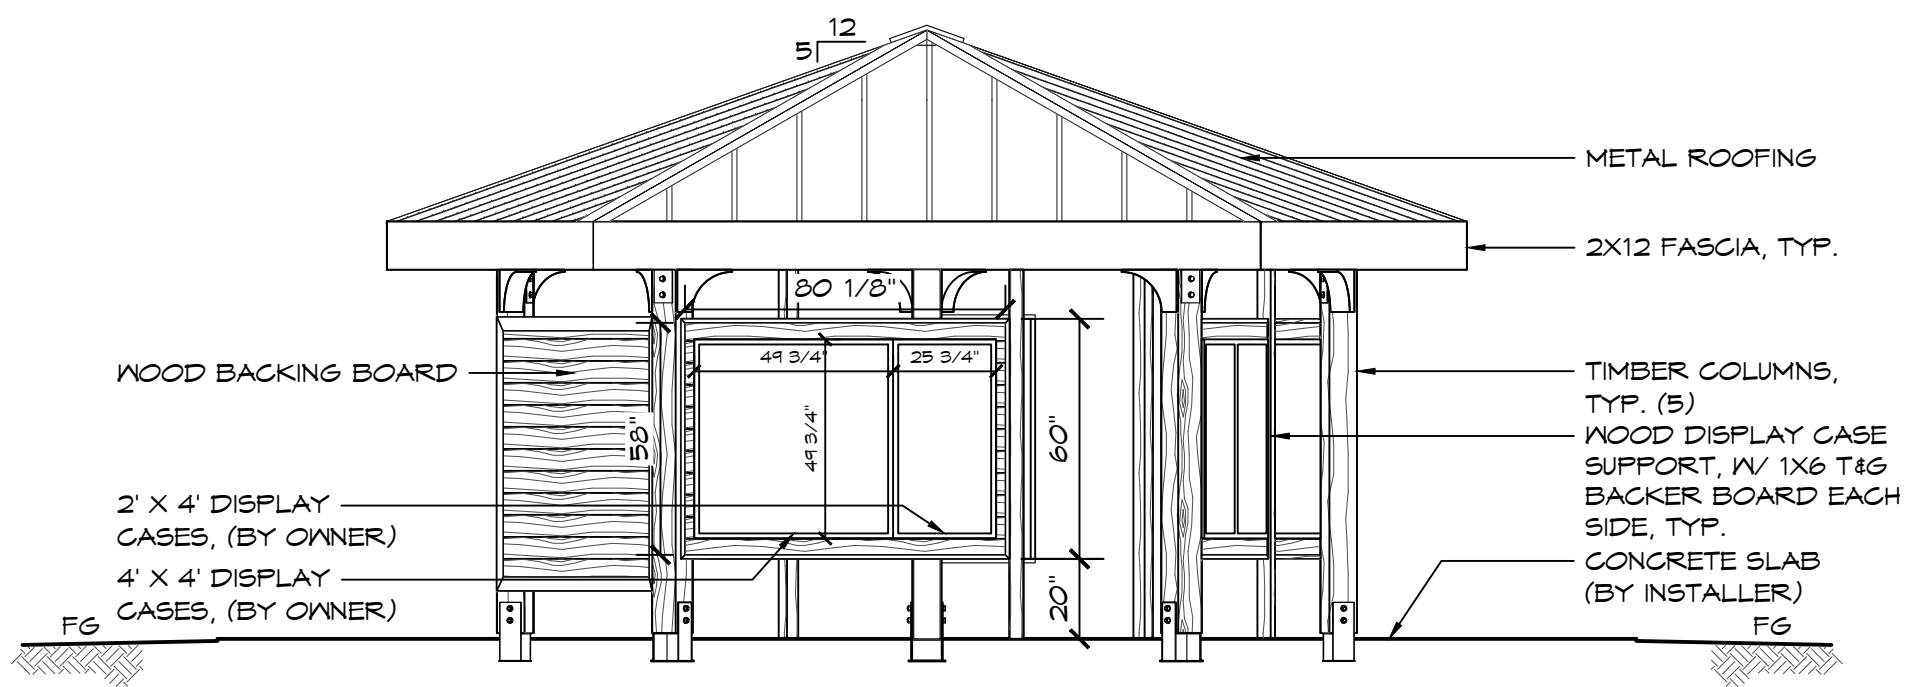 12
5
METAL ROOFING
2X12 FASCIA, TYP.
80 1/8"
WOOD BACKING BOARD
49 3/4"
25 3/4"
49 3/4"
58"
60"
20"
TIMBER COLUMNS,
TYP. (5)
WOOD DISPLAY CASE
SUPPORT, W/ 1X6 T&G
BACKER BOARD EACH
SIDE, TYP.
2' X 4' DISPLAY
CASES, (BY OWNER)
4' X 4' DISPLAY
CASES, (BY OWNER)
CONCRETE SLAB
(BY INSTALLER)
FG
FG